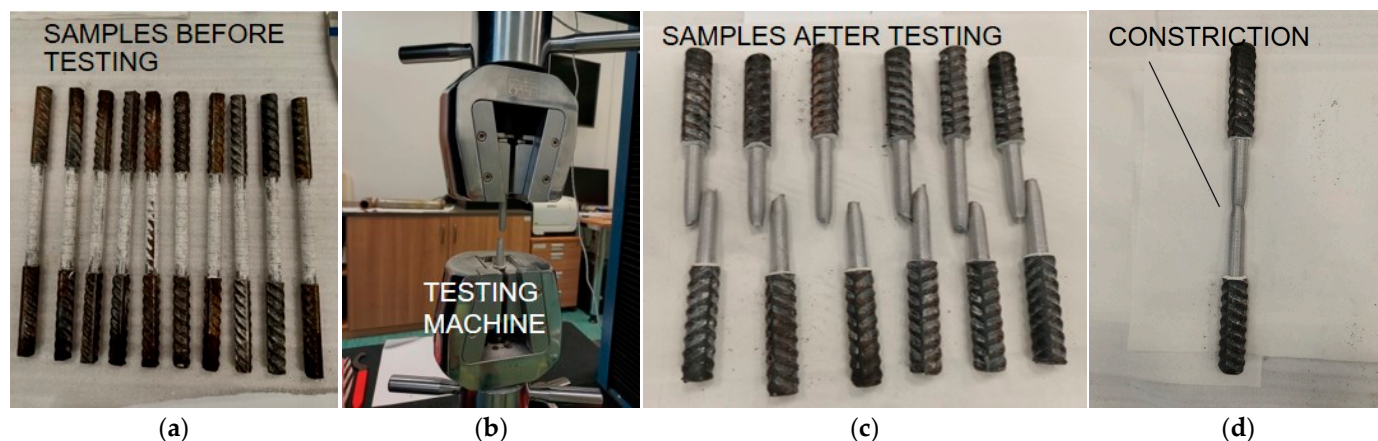 SAMPLES BEFORE
TESTING
TESTING
MACHINE
SAMPLES AFTER TESTING
CONSTRICTION
(a)
(b)
(c)
(d)